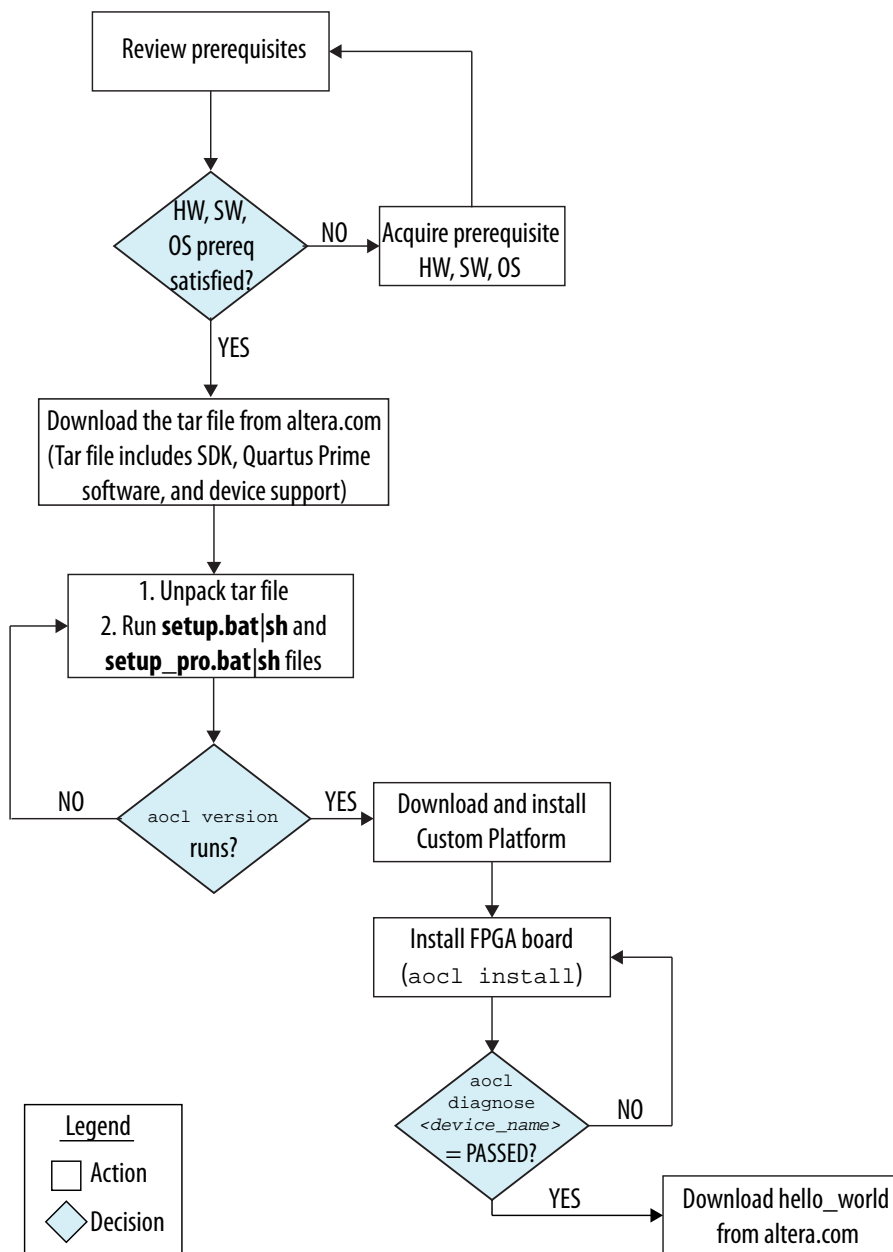 Review prerequisites
HW, SW,
OS prereq
satisfied?
NO
Acquire prerequisite
HW, SW, OS
YES
Download the tar file from altera.com
(Tar file includes SDK, Quartus Prime
software, and device support)
1. Unpack tar file
2. Run setup.bat|sh and
setup_pro.bat|sh files
NO
aocl version
runs?
YES
Download and install
Custom Platform
Install FPGA board
(aocl install)
aocl
diagnose
<device_name>
= PASSED?
NO
YES
Download hello_world
from altera.com
Legend
Action
Decision